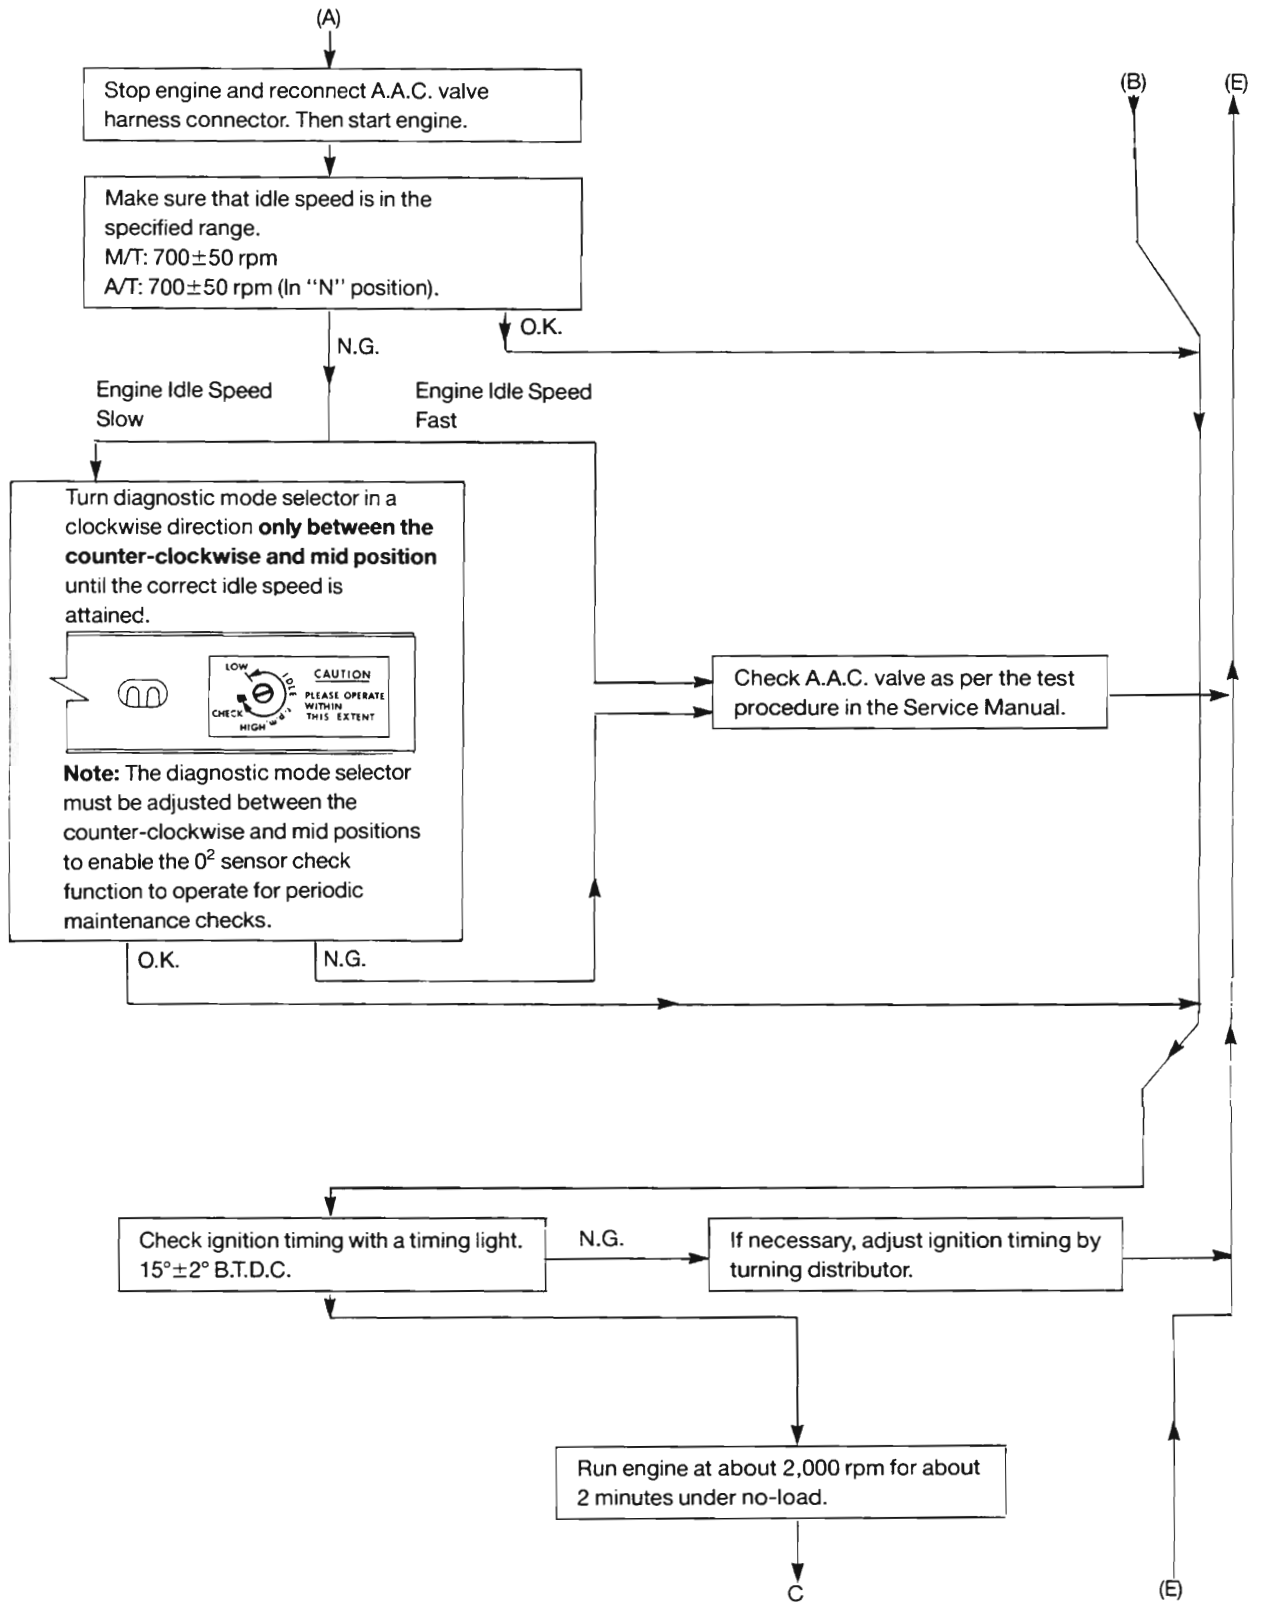 (A)
Stop engine and reconnect A.A.C. valve
harness connector. Then start engine.
(B)
(E)
Make sure that idle speed is in the
specified range.
M/T: 700±50 rpm
A/T: 700±50 rpm (In “N” position).
O.K.
N.G.
Engine Idle Speed
Slow
Engine Idle Speed
Fast
Turn diagnostic mode selector in a
clockwise direction only between the
counter-clockwise and mid position
until the correct idle speed is
attained.
LOW
IDLE
r.p.m.
CHECK
HIGH
CAUTION
PLEASE OPERATE
WITHIN
THIS EXTENT
Note: The diagnostic mode selector
must be adjusted between the
counter-clockwise and mid positions
to enable the 0² sensor check
function to operate for periodic
maintenance checks.
Check A.A.C. valve as per the test
procedure in the Service Manual.
O.K.
N.G.
Check ignition timing with a timing light.
15°±2° B.T.D.C.
N.G.
If necessary, adjust ignition timing by
turning distributor.
Run engine at about 2,000 rpm for about
2 minutes under no-load.
C
(E)